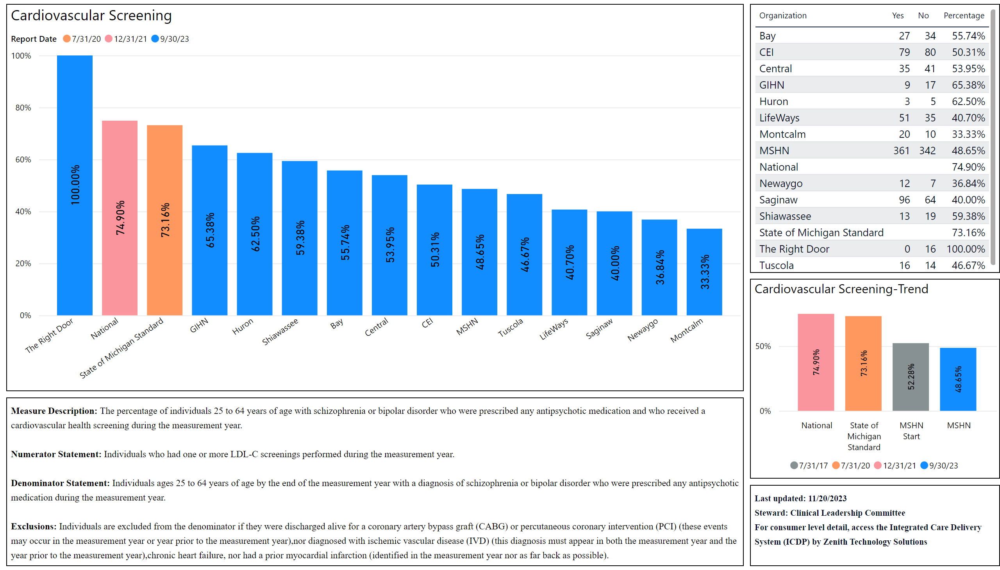 Cardiovascular Screening
Report Date 7/31/20 12/31/21 9/30/23
100%
80%
60%
40%
20%
0%
100.00%
74.90%
73.16%
65.38%
62.50%
59.38%
55.74%
53.95%
50.31%
48.65%
46.67%
40.70%
40.00%
36.84%
33.33%
The Right Door
National
State of Michigan Standard
GIHN
Huron
Shiawassee
Bay
Central
CEI
MSHN
Tuscola
LifeWays
Saginaw
Newaygo
Montcalm
Organization Yes No Percentage
Bay 27 34 55.74%
CEI 79 80 50.31%
Central 35 41 53.95%
GIHN 9 17 65.38%
Huron 3 5 62.50%
LifeWays 51 35 40.70%
Montcalm 20 10 33.33%
MSHN 361 342 48.65%
National 74.90%
Newaygo 12 7 36.84%
Saginaw 96 64 40.00%
Shiawassee 13 19 59.38%
State of Michigan Standard 73.16%
The Right Door 0 16 100.00%
Tuscola 16 14 46.67%
Cardiovascular Screening-Trend
50%
0%
74.90%
73.16%
52.28%
48.65%
National
State of
Michigan
Standard
MSHN
Start
MSHN
7/31/17 7/31/20 12/31/21 9/30/23
Measure Description: The percentage of individuals 25 to 64 years of age with schizophrenia or bipolar disorder who were prescribed any antipsychotic medication and who received a
cardiovascular health screening during the measurement year.
Numerator Statement: Individuals who had one or more LDL-C screenings performed during the measurement year.
Denominator Statement: Individuals ages 25 to 64 years of age by the end of the measurement year with a diagnosis of schizophrenia or bipolar disorder who were prescribed any antipsychotic
medication during the measurement year.
Exclusions: Individuals are excluded from the denominator if they were discharged alive for a coronary artery bypass graft (CABG) or percutaneous coronary intervention (PCI) (these events
may occur in the measurement year or year prior to the measurement year),nor diagnosed with ischemic vascular disease (IVD) (this diagnosis must appear in both the measurement year and the
year prior to the measurement year),chronic heart failure, nor had a prior myocardial infarction (identified in the measurement year nor as far back as possible).
Last updated: 11/20/2023
Steward: Clinical Leadership Committee
For consumer level detail, access the Integrated Care Delivery
System (ICDP) by Zenith Technology Solutions